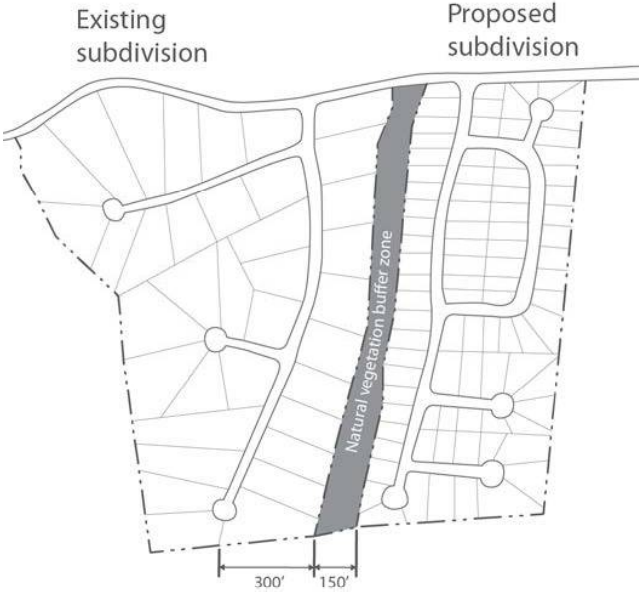 Existing
subdivision
Proposed
subdivision
Natural vegetation buffer zone
300'
150'